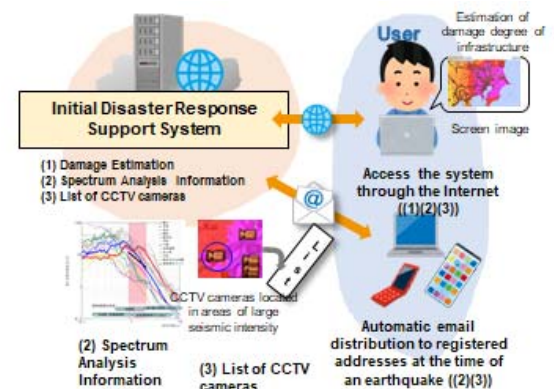 Estimation of
damage degree of
infrastructure
User
Initial Disaster Response
Support System
Screen image
(1) Damage Estimation
(2) Spectrum Analysis Information
(3) List of CCTV cameras
Access the system
through the Internet
((1)(2)(3))
@
List
CCTV cameras located
in areas of large
seismic intensity
(2) Spectrum
Analysis
Information
(3) List of CCTV
cameras
Automatic email
distribution to registered
addresses at the time of
an earthquake ((2)(3))